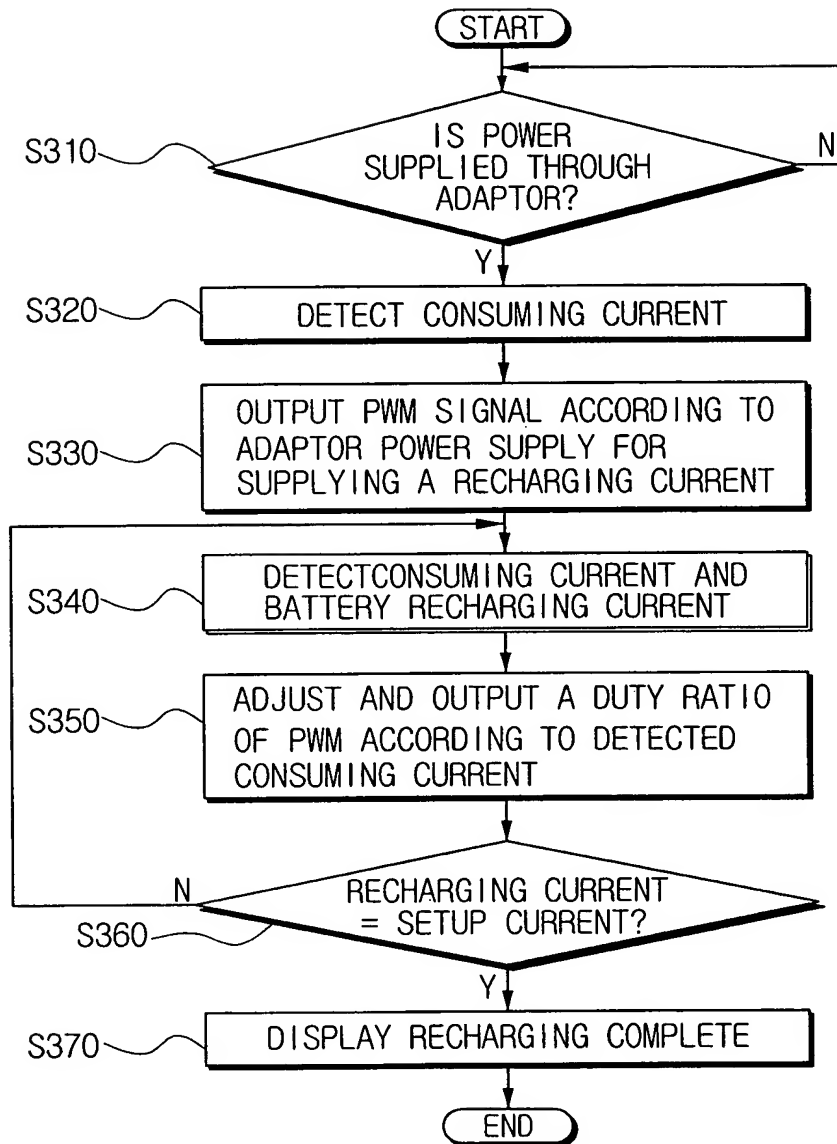 START
S310
IS POWER
SUPPLIED THROUGH
ADAPTOR?
N
Y
S320
DETECT CONSUMING CURRENT
S330
OUTPUT PWM SIGNAL ACCORDING TO
ADAPTOR POWER SUPPLY FOR
SUPPLYING A RECHARGING CURRENT
S340
DETECTCONSUMING CURRENT AND
BATTERY RECHARGING CURRENT
S350
ADJUST AND OUTPUT A DUTY RATIO
OF PWM ACCORDING TO DETECTED
CONSUMING CURRENT
N
S360
RECHARGING CURRENT
= SETUP CURRENT?
Y
S370
DISPLAY RECHARGING COMPLETE
END